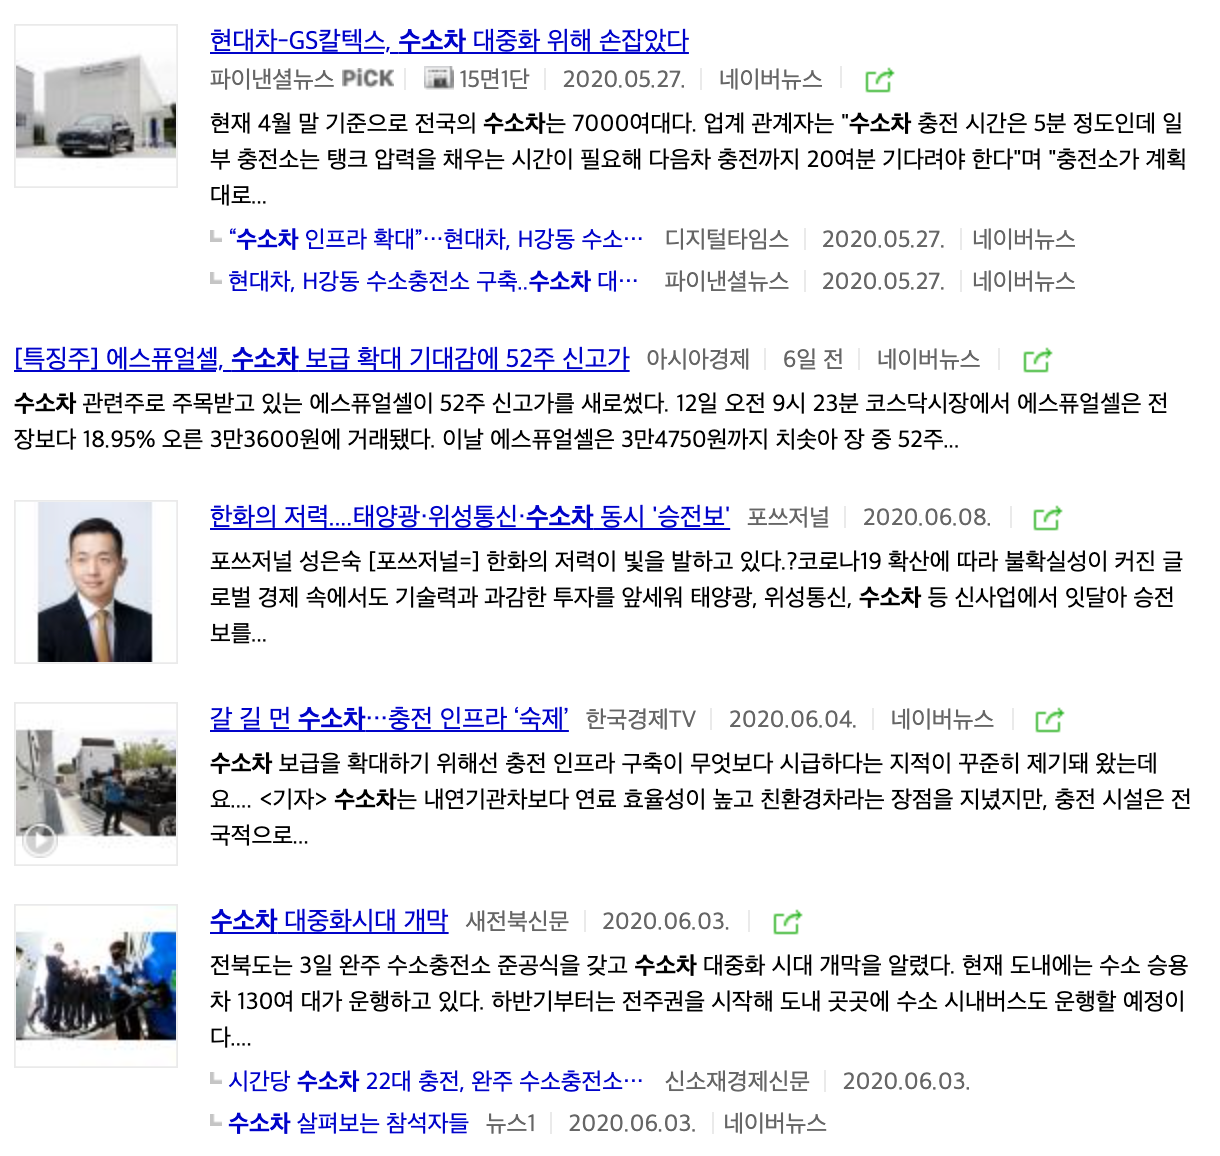 현대차-GS칼텍스, 수소차 대중화 위해 손잡았다
파이낸셜뉴스 PiCK 15면1단 2020.05.27. 네이버뉴스
현재 4월 말 기준으로 전국의 수소차는 7000여대다. 업계 관계자는 "수소차 충전 시간은 5분 정도인데 일
부 충전소는 탱크 압력을 채우는 시간이 필요해 다음차 충전까지 20여분 기다려야 한다"며 "충전소가 계획
대로...
“수소차 인프라 확대”…현대차, H강동 수소… 디지털타임스 2020.05.27. 네이버뉴스
현대차, H강동 수소충전소 구축..수소차 대… 파이낸셜뉴스 2020.05.27. 네이버뉴스
[특징주] 에스퓨얼셀, 수소차 보급 확대 기대감에 52주 신고가 아시아경제 6일 전 네이버뉴스
수소차 관련주로 주목받고 있는 에스퓨얼셀이 52주 신고가를 새로썼다. 12일 오전 9시 23분 코스닥시장에서 에스퓨얼셀은 전
장보다 18.95% 오른 3만3600원에 거래됐다. 이날 에스퓨얼셀은 3만4750원까지 치솟아 장 중 52주...
한화의 저력....태양광·위성통신·수소차 동시 '승전보' 포쓰저널 2020.06.08.
포쓰저널 성은숙 [포쓰저널=] 한화의 저력이 빛을 발하고 있다.?코로나19 확산에 따라 불확실성이 커진 글
로벌 경제 속에서도 기술력과 과감한 투자를 앞세워 태양광, 위성통신, 수소차 등 신사업에서 잇달아 승전
보를...
갈 길 먼 수소차…충전 인프라 ‘숙제’ 한국경제TV 2020.06.04. 네이버뉴스
수소차 보급을 확대하기 위해선 충전 인프라 구축이 무엇보다 시급하다는 지적이 꾸준히 제기돼 왔는데
요.... <기자> 수소차는 내연기관차보다 연료 효율성이 높고 친환경차라는 장점을 지녔지만, 충전 시설은 전
국적으로...
수소차 대중화시대 개막 새전북신문 2020.06.03.
전북도는 3일 완주 수소충전소 준공식을 갖고 수소차 대중화 시대 개막을 알렸다. 현재 도내에는 수소 승용
차 130여 대가 운행하고 있다. 하반기부터는 전주권을 시작해 도내 곳곳에 수소 시내버스도 운행할 예정이
다....
시간당 수소차 22대 충전, 완주 수소충전소… 신소재경제신문 2020.06.03.
수소차 살펴보는 참석자들 뉴스1 2020.06.03. 네이버뉴스